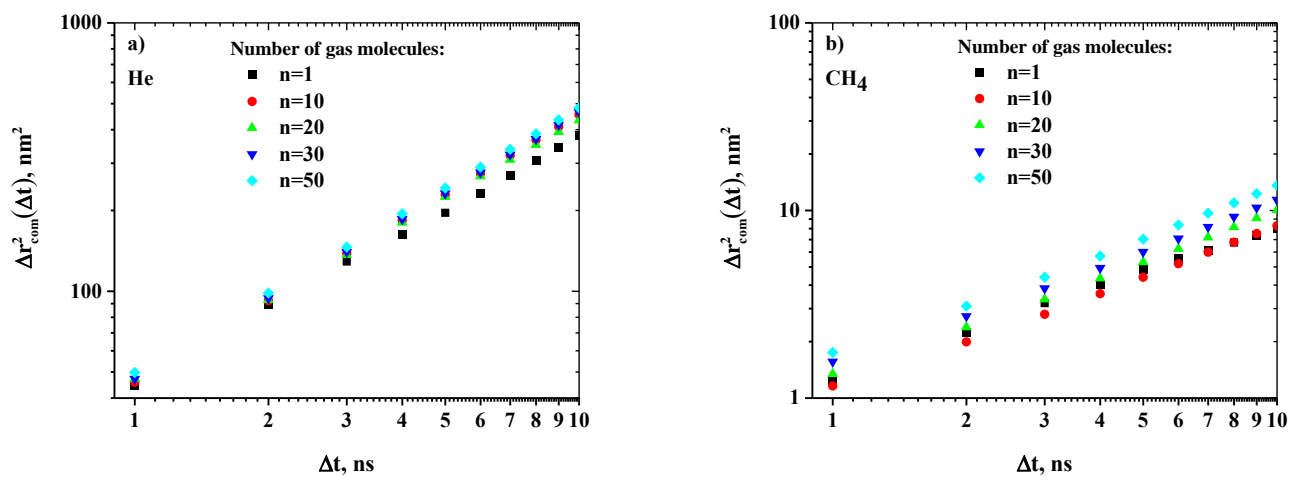 a)
He
Number of gas molecules:
n=1
n=10
n=20
n=30
n=50
1000
100
Δr²com(Δt), nm²
1 2 3 4 5 6 7 8 9 10
Δt, ns
b)
CH4
Number of gas molecules:
n=1
n=10
n=20
n=30
n=50
100
10
1
Δr²com(Δt), nm²
1 2 3 4 5 6 7 8 9 10
Δt, ns